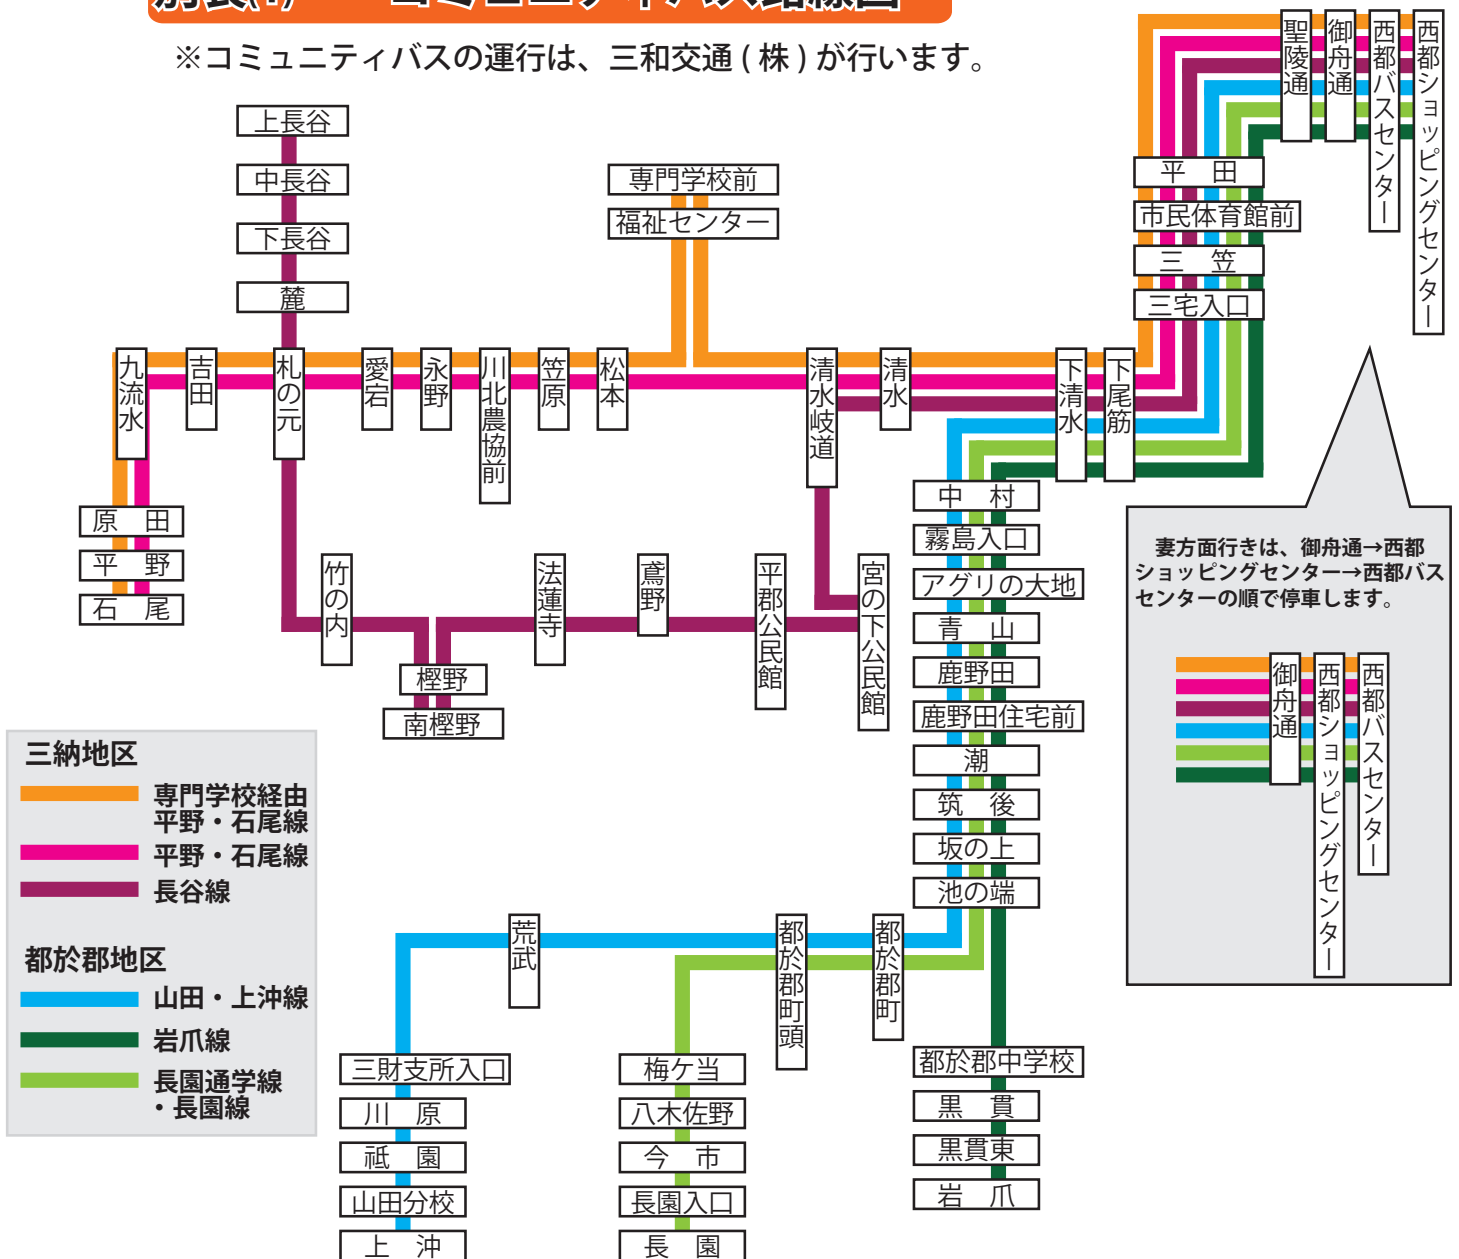 別表(1)　コミュニティバス路線図
※コミュニティバスの運行は、三和交通(株)が行います。
上長谷
中長谷
下長谷
麓
専門学校前
福祉センター
聖陵通
御舟通
西都バスセンター
西都ショッピングセンター
平　田
市民体育館前
三　笠
三宅入口
九流水
吉田
札の元
愛宕
永野
川北農協前
笠原
松本
清水岐道
清水
下清水
下尾筋
原　田
平　野
石　尾
竹の内
樫野
南樫野
法蓮寺
鳶野
平郡公民館
宮の下公民館
中　村
霧島入口
アグリの大地
青　山
鹿野田
鹿野田住宅前
潮
筑　後
坂の上
池の端
妻方面行きは、御舟通→西都
ショッピングセンター→西都バス
センターの順で停車します。
御舟通
西都ショッピングセンター
西都バスセンター
三納地区
専門学校経由
平野・石尾線
平野・石尾線
長谷線
都於郡地区
山田・上沖線
岩爪線
長園通学線
・長園線
荒武
都於郡町頭
都於郡町
三財支所入口
川　原
祗　園
山田分校
上　沖
梅ケ当
八木佐野
今　市
長園入口
長　園
都於郡中学校
黒　貫
黒貫東
岩　爪